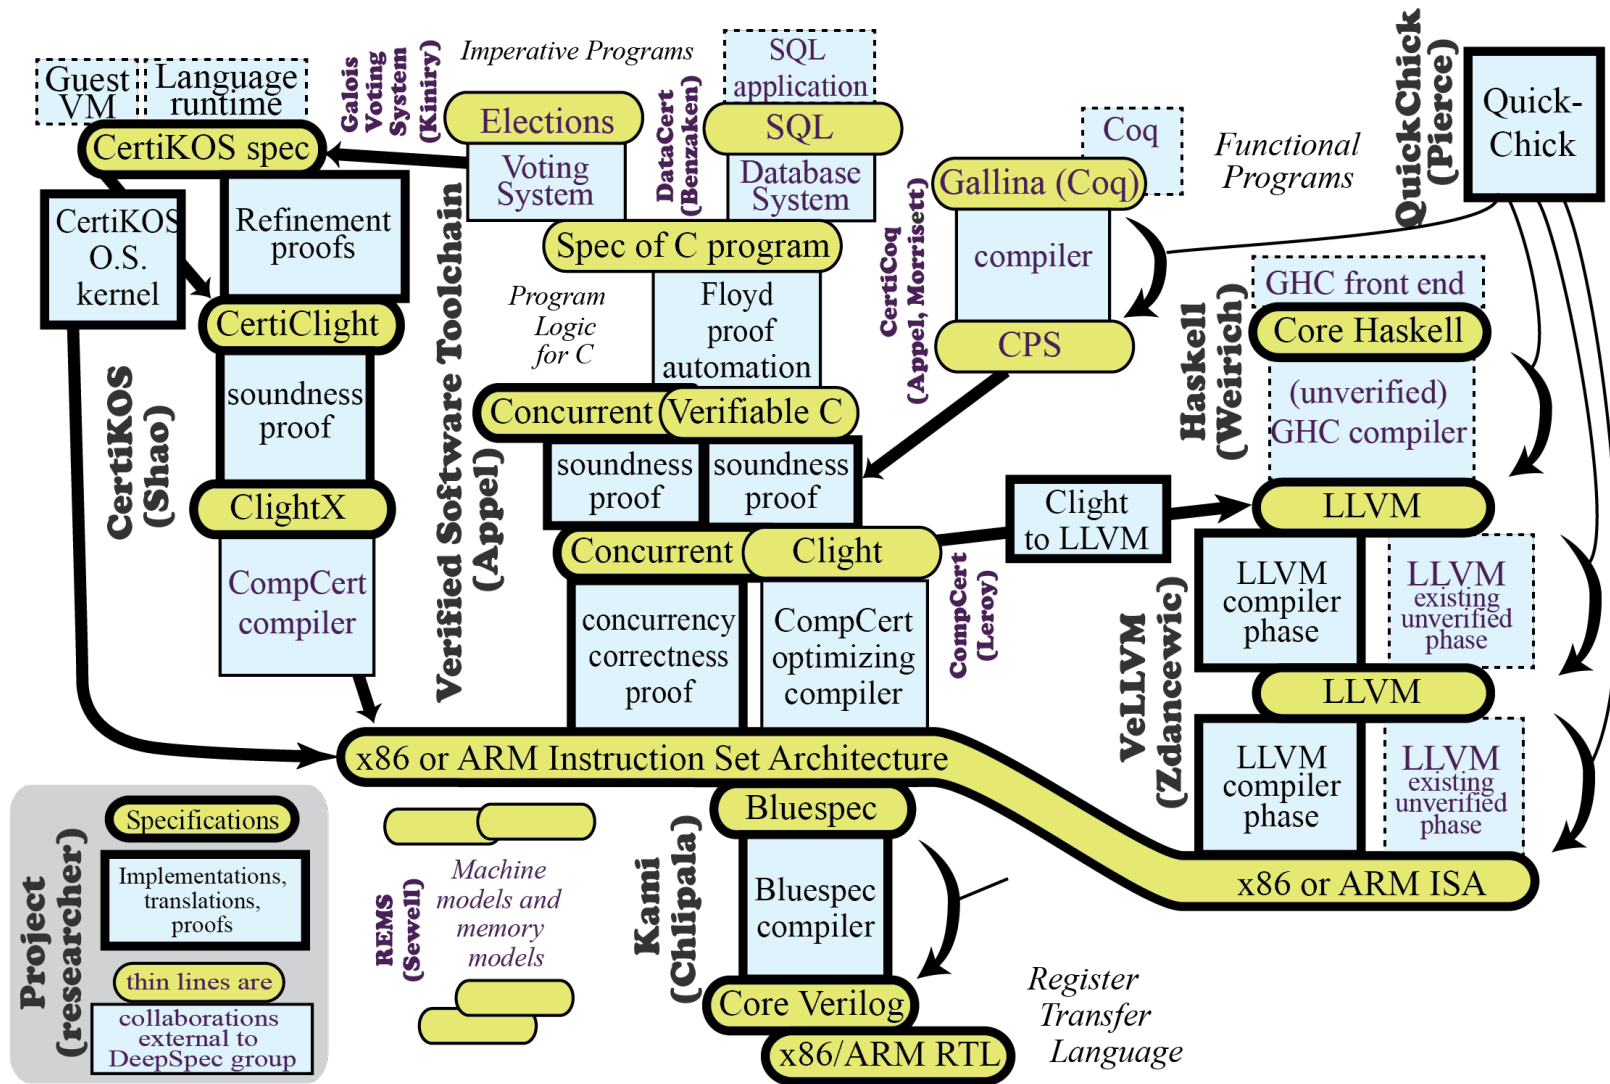 Guest
VM
Language
runtime
CertiKOS spec
CertiKOS
O.S.
kernel
Refinement
proofs
CertiClight
soundness
proof
ClightX
CompCert
compiler
CertiKOS
(Shao)
Galois
Voting
System
(Kiniry)
Imperative Programs
Elections
Voting
System
DataCert
(Benzaken)
SQL
application
SQL
Database
System
Spec of C program
Program
Logic
for C
Floyd
proof
automation
Verified Software Toolchain
(Appel)
Concurrent
Verifiable C
soundness
proof
soundness
proof
Concurrent
Clight
concurrency
correctness
proof
CompCert
optimizing
compiler
CompCert
(Leroy)
Coq
Gallina (Coq)
compiler
CPS
CertiCoq
(Appel, Morrisett)
Functional
Programs
QuickChick
(Pierce)
Quick-
Chick
GHC front end
Core Haskell
(unverified)
GHC compiler
Haskell
(Weirich)
Clight
to LLVM
LLVM
LLVM
compiler
phase
LLVM
existing
unverified
phase
LLVM
LLVM
compiler
phase
LLVM
existing
unverified
phase
VeLLVM
(Zdancewic)
x86 or ARM Instruction Set Architecture
x86 or ARM ISA
Bluespec
Bluespec
compiler
Core Verilog
x86/ARM RTL
Kami
(Chlipala)
Register
Transfer
Language
REMS
(Sewell)
Machine
models and
memory
models
Project
(researcher)
Specifications
Implementations,
translations,
proofs
thin lines are
collaborations
external to
DeepSpec group